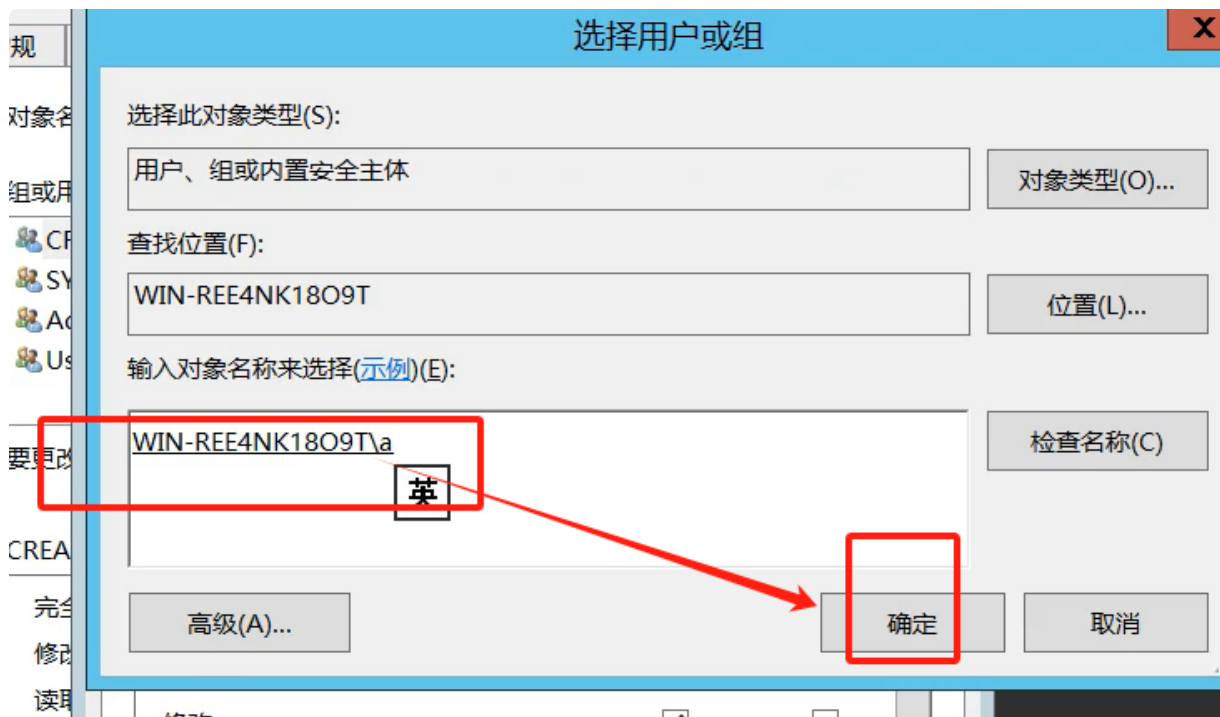 选择用户或组
X
规
对象名
选择此对象类型(S):
用户、组或内置安全主体
对象类型(O)...
组或用
查找位置(F):
CR
WIN-REE4NK18O9T
位置(L)...
SY
Ad
Us
输入对象名称来选择(示例)(E):
WIN-REE4NK18O9T\a
检查名称(C)
要更改
英
CREA
完全
高级(A)...
确定
取消
修改
读取
修改